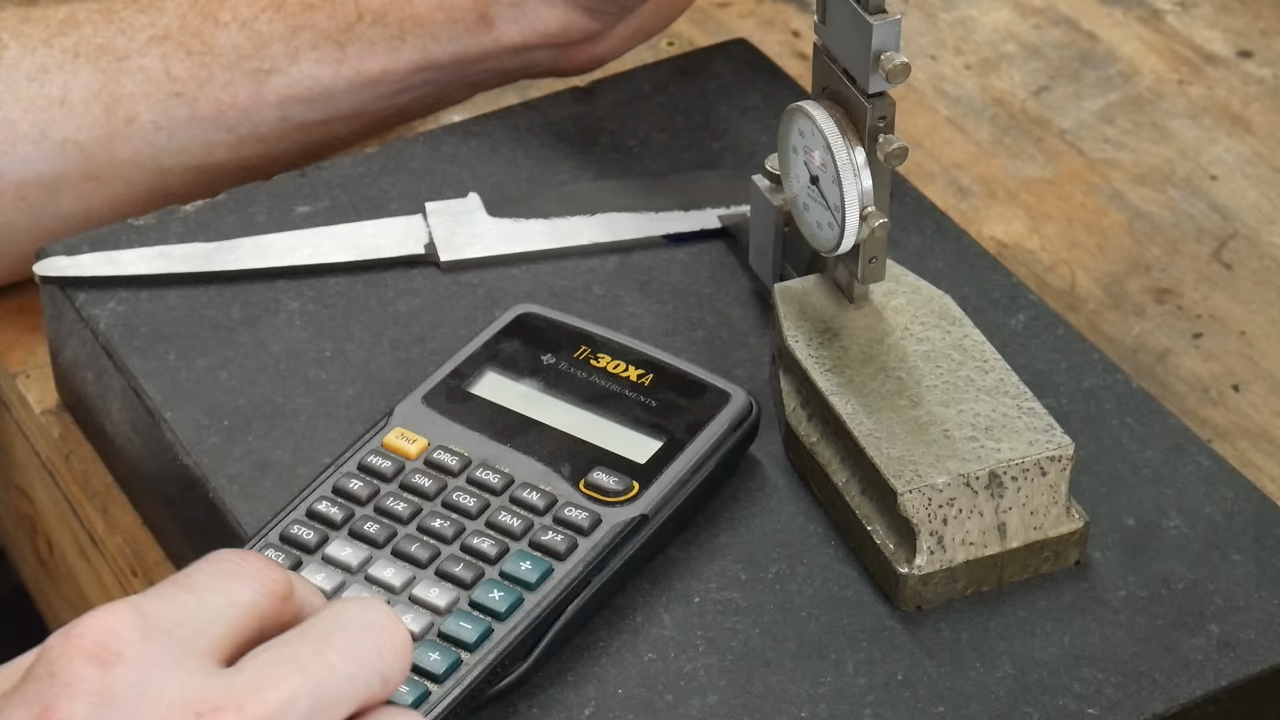 TI-30XA
TEXAS INSTRUMENTS
2nd
DRG
LOG
LN
ON/C
HYP
SIN
COS
TAN
OFF
π
1/x
x²
√x
yˣ
Σ+
EE
(
)
÷
STO
7
8
9
×
RCL
4
6
−
+
=